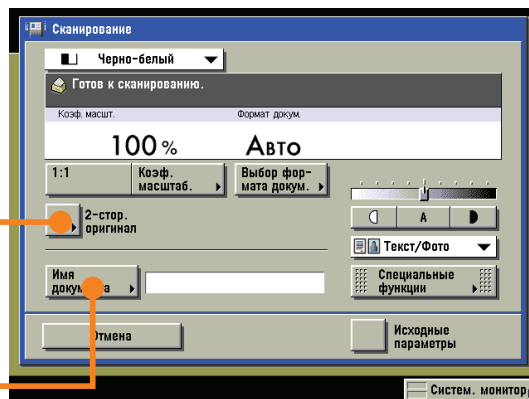 Сканирование
Черно-белый
Готов к сканированию.
Коэф. масшт.
Формат докум.
100 %
Авто
1:1
Коэф.
масштаб.
Выбор фор-
мата докум.
2-стор.
оригинал
A
Текст/Фото
Имя
документа
Специальные
функции
Отмена
Исходные
параметры
Систем. монитор